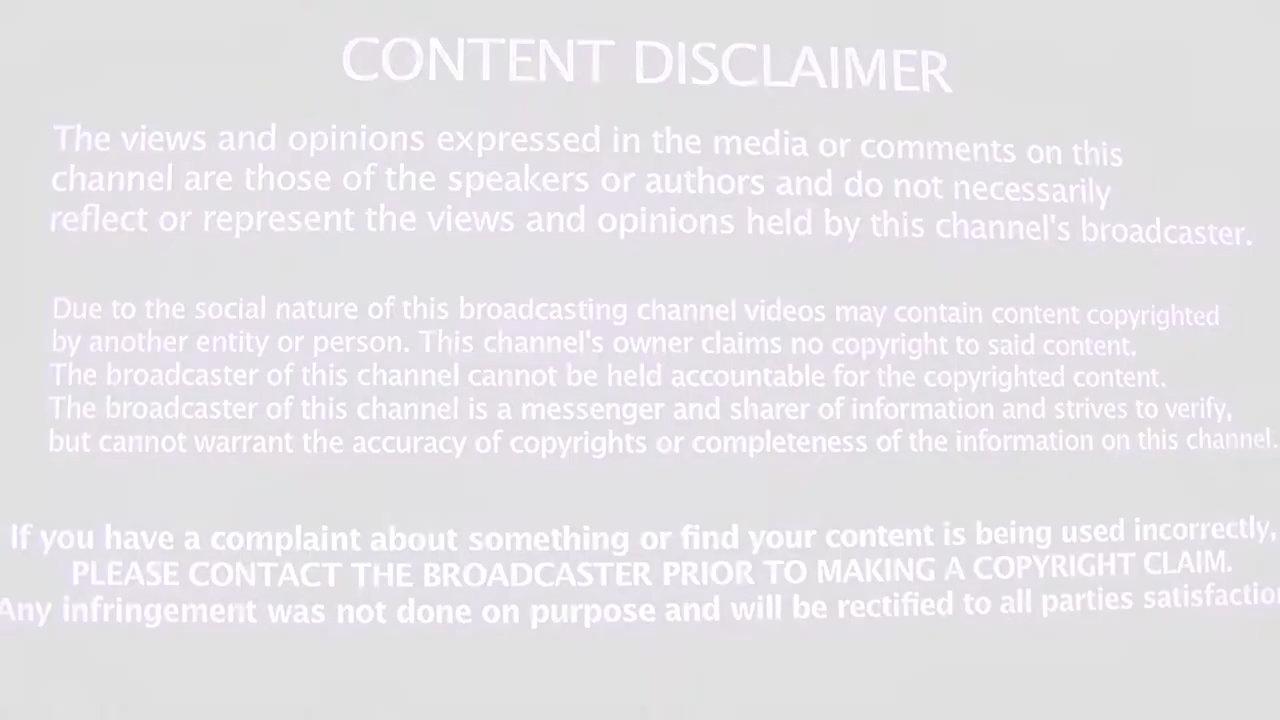 CONTENT DISCLAIMER
The views and opinions expressed in the media or comments on this
channel are those of the speakers or authors and do not necessarily
reflect or represent the views and opinions held by this channel's broadcaster.
Due to the social nature of this broadcasting channel videos may contain content copyrighted
by another entity or person. This channel's owner claims no copyright to said content.
The broadcaster of this channel cannot be held accountable for the copyrighted content.
The broadcaster of this channel is a messenger and sharer of information and strives to verify,
but cannot warrant the accuracy of copyrights or completeness of the information on this channel.
If you have a complaint about something or find your content is being used incorrectly,
PLEASE CONTACT THE BROADCASTER PRIOR TO MAKING A COPYRIGHT CLAIM.
Any infringement was not done on purpose and will be rectified to all parties satisfaction